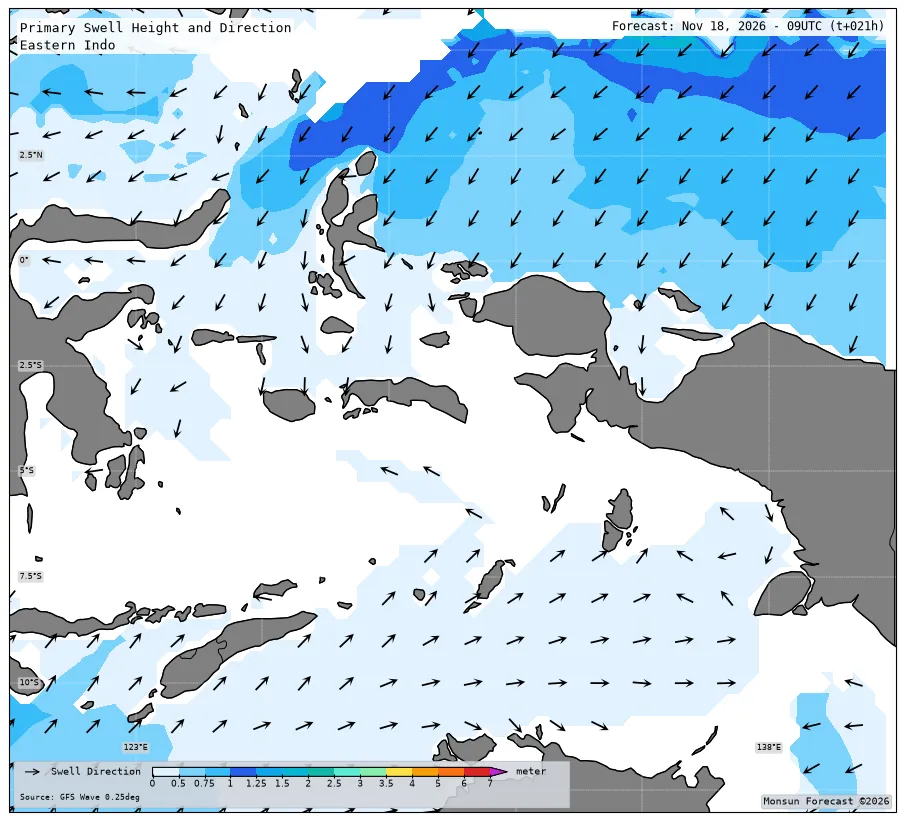 Primary Swell Height and Direction
Eastern Indo
Forecast: Nov 18, 2026 - 09UTC (t+021h)
2.5°N
0°
2.5°S
5°S
7.5°S
10°S
123°E
138°E
Swell Direction
0 0.5 0.75 1 1.25 1.5 2 2.5 3 3.5 4 5 6 7
meter
Source: GFS Wave 0.25deg
Monsun Forecast ©2026